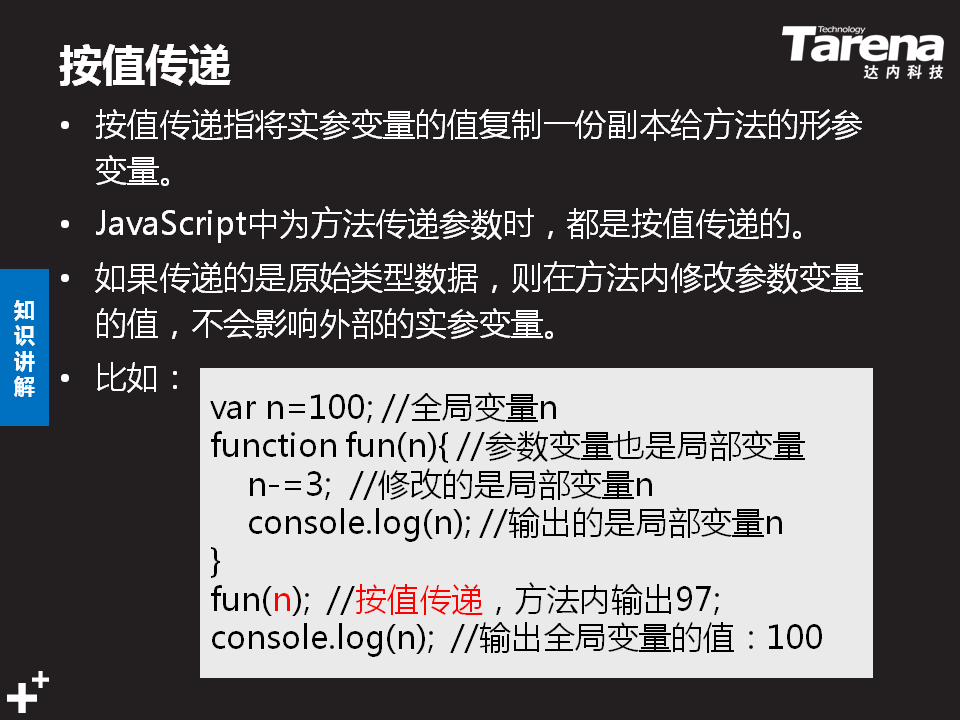 按值传递
Technology
Tarena
达内科技
• 按值传递指将实参变量的值复制一份副本给方法的形参
变量。
• JavaScript中为方法传递参数时，都是按值传递的。
• 如果传递的是原始类型数据，则在方法内修改参数变量
的值，不会影响外部的实参变量。
知
识
讲
解
• 比如：
var n=100; //全局变量n
function fun(n){ //参数变量也是局部变量
n-=3; //修改的是局部变量n
console.log(n); //输出的是局部变量n
}
fun(n); //按值传递，方法内输出97;
console.log(n); //输出全局变量的值：100